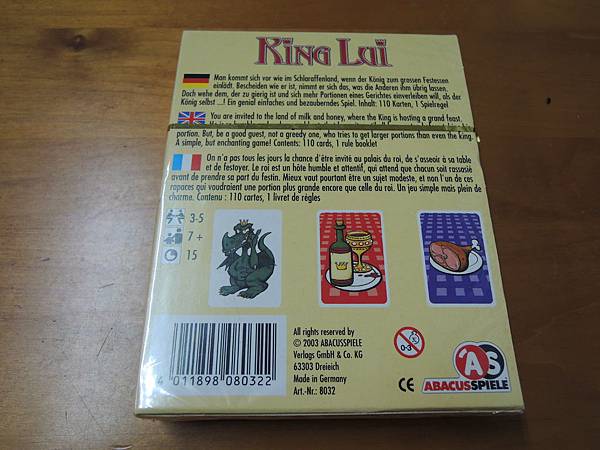 King Lui
Man kommt sich vor wie im Schlaraffenland, wenn der König zum grossen Festessen
einlädt. Bescheiden wie er ist, nimmt er sich das, was die Anderen ihm übrig lassen.
Doch wehe dem, der zu gierig ist und sich mehr Portionen eines Gerichtes einverleiben will, als der
König selbst ...! Ein genial einfaches und bezauberndes Spiel. Inhalt: 110 Karten, 1 Spielregel
You are invited to the land of milk and honey, where the King is hosting a grand feast.
portion. But, be a good guest, not a greedy one, who tries to get larger portions than even the king.
A simple, but enchanting game! Contents: 110 cards, 1 rule booklet
On n'a pas tous les jours la chance d'être invité au palais du roi, de s'asseoir à sa table
et de festoyer. Le roi est un hôte humble et attentif, qui attend que chacun soit rassasié
avant de prendre sa part du festin. Mieux vaut pourtant être un sujet modeste, et non l'un de ces
rapaces qui voudraient une portion plus grande encore que celle du roi. Un jeu simple mais plein de
charme. Contenu : 110 cartes, 1 livret de règles
3-5
7 +
15
All rights reserved by
© 2003 ABACUSSPIELE
Verlags GmbH & Co. KG
63303 Dreieich
Made in Germany
Art.-Nr.: 8032
4 011898 080322
0-3
CE
AS
ABACUSSPIELE